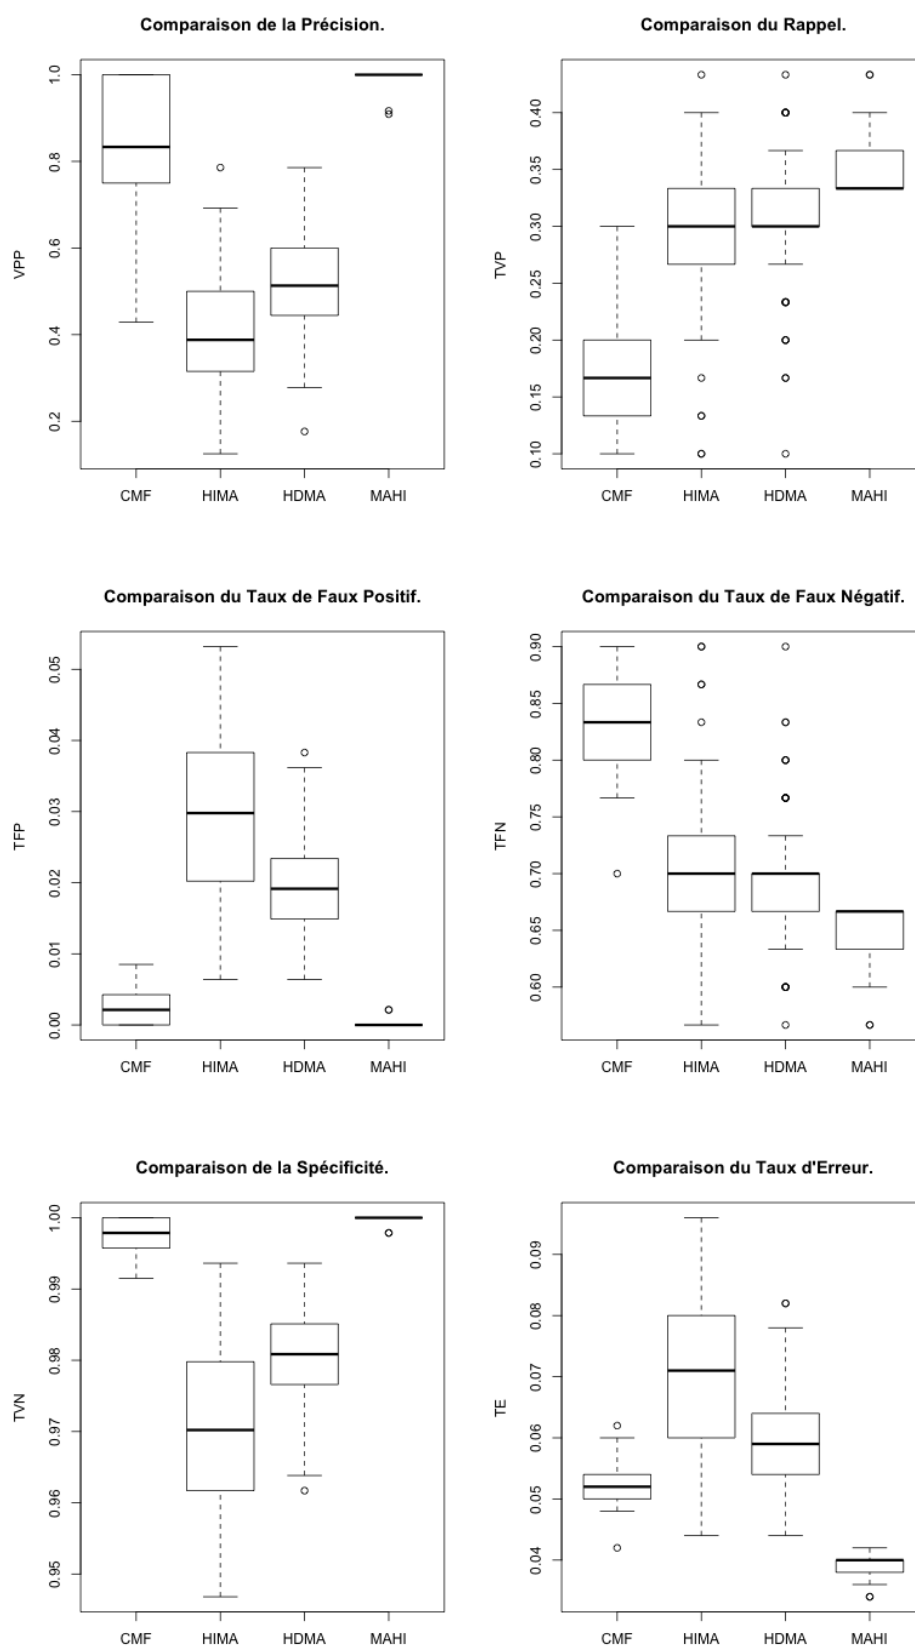 Comparaison de la Précision.
VPP
1.0
0.8
0.6
0.4
0.2
CMF HIMA HDMA MAHI
Comparaison du Rappel.
TVP
0.40
0.35
0.30
0.25
0.20
0.15
0.10
CMF HIMA HDMA MAHI
Comparaison du Taux de Faux Positif.
TFP
0.05
0.04
0.03
0.02
0.01
0.00
CMF HIMA HDMA MAHI
Comparaison du Taux de Faux Négatif.
TFN
0.90
0.85
0.80
0.75
0.70
0.65
0.60
CMF HIMA HDMA MAHI
Comparaison de la Spécificité.
TVN
1.00
0.99
0.98
0.97
0.96
0.95
CMF HIMA HDMA MAHI
Comparaison du Taux d'Erreur.
TE
0.09
0.08
0.07
0.06
0.05
0.04
CMF HIMA HDMA MAHI